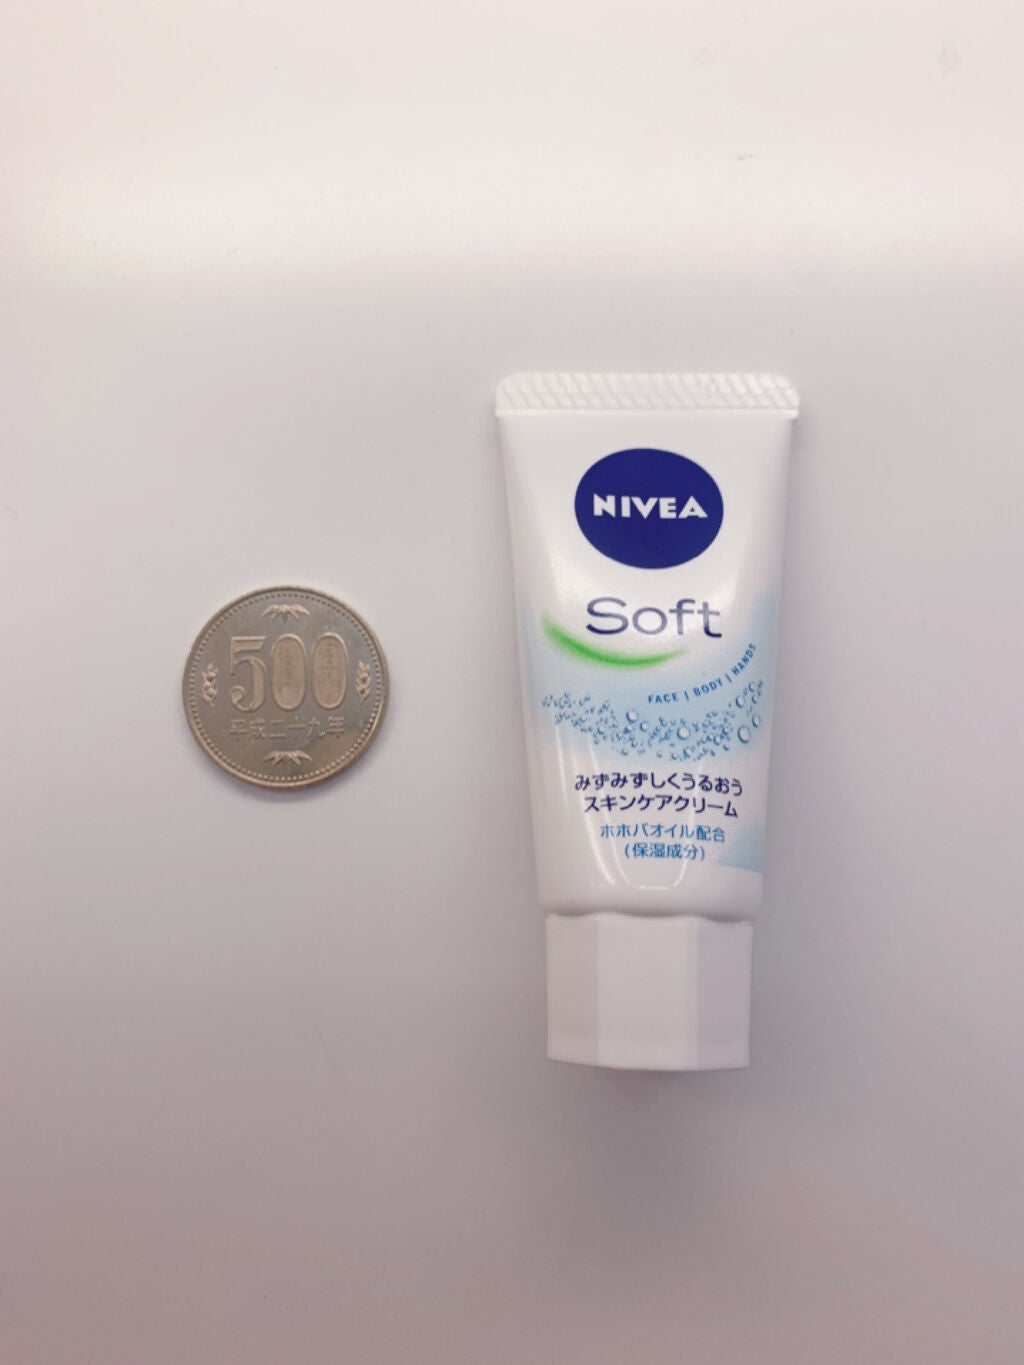 500
平成二十九年
NIVEA
Soft
FACE | BODY | HANDS
みずみずしくうるおう
スキンケアクリーム
ホホバオイル配合
(保湿成分)